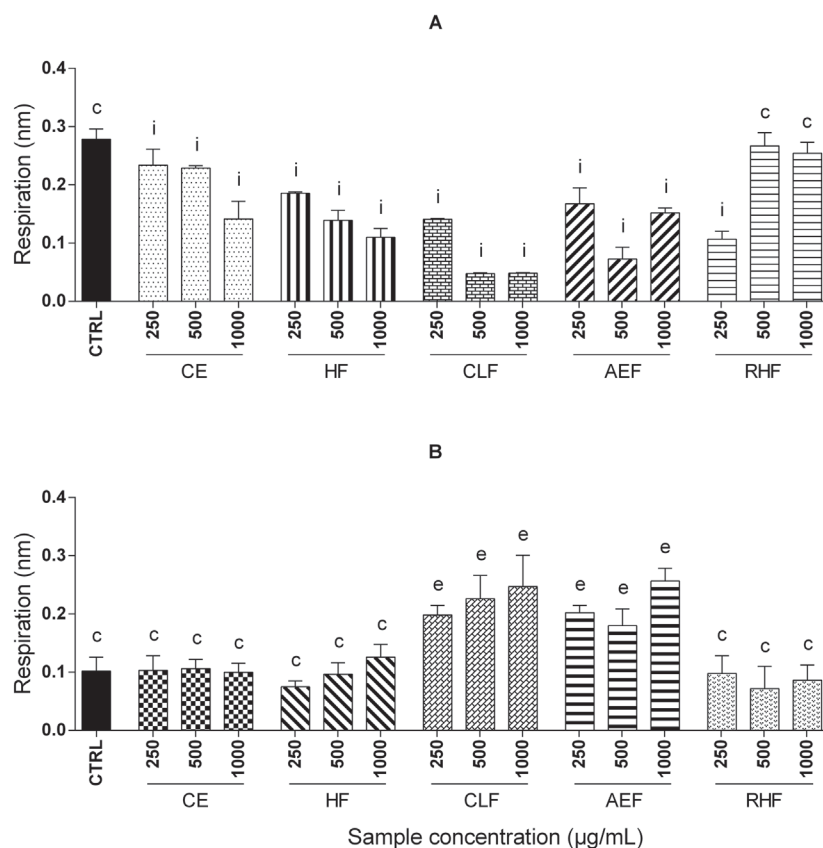 A
Respiration (nm)
0.4
0.3
0.2
0.1
0.0
c i i i i i i i i i i i i i c c
CTRL 250 500 1000 250 500 1000 250 500 1000 250 500 1000 250 500 1000
CE HF CLF AEF RHF
B
Respiration (nm)
0.4
0.3
0.2
0.1
0.0
c c c c c c c e e e e e e c c c
CTRL 250 500 1000 250 500 1000 250 500 1000 250 500 1000 250 500 1000
CE HF CLF AEF RHF
Sample concentration (µg/mL)